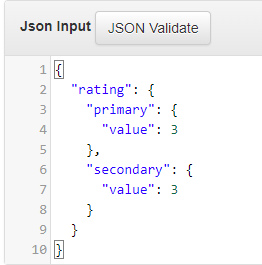 Json Input JSON Validate
1 {
2   "rating": {
3     "primary": {
4       "value": 3
5     },
6     "secondary": {
7       "value": 3
8     }
9   }
10 }